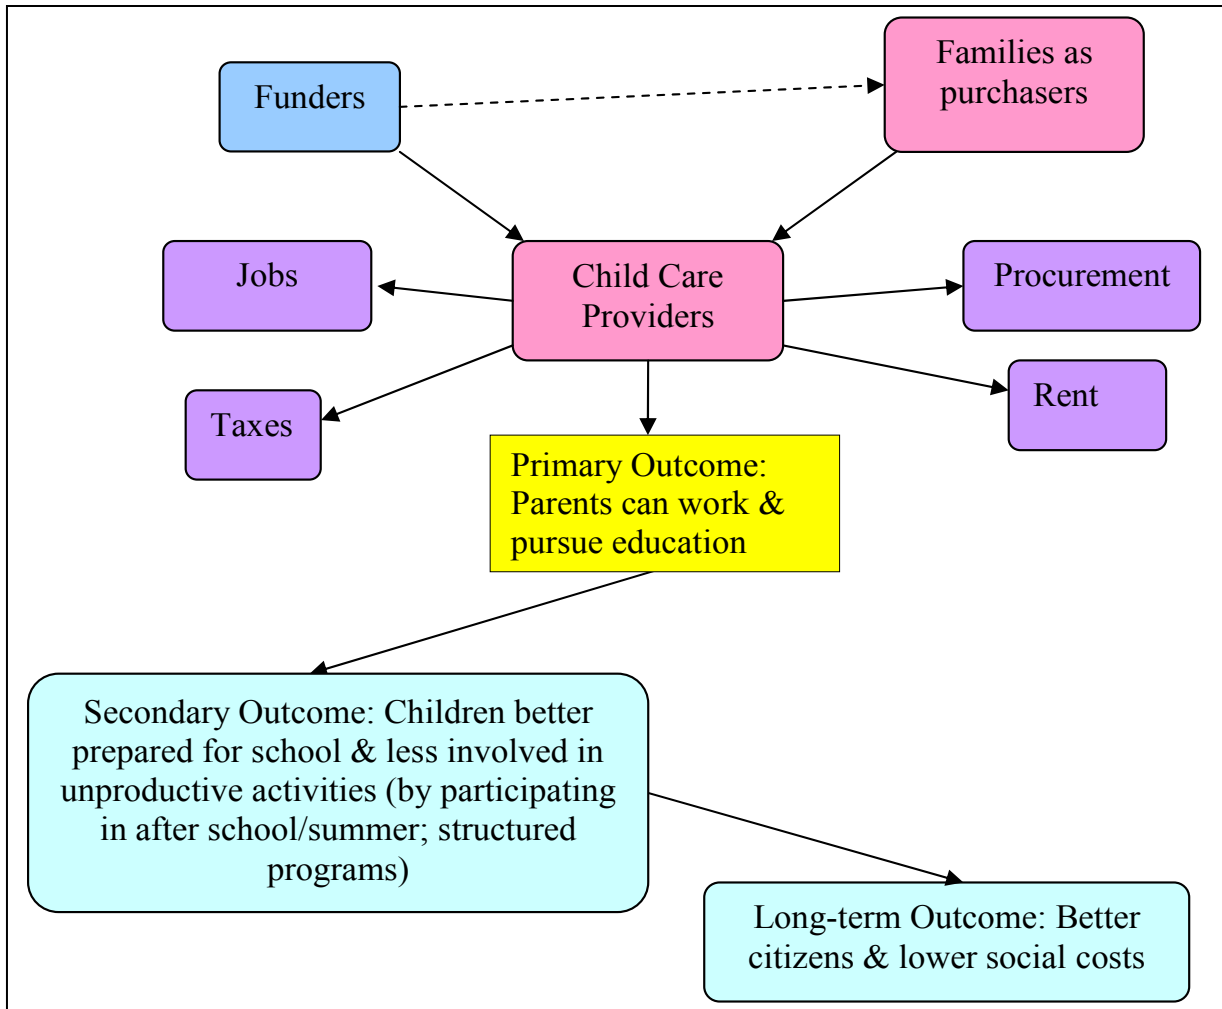 Families as
purchasers
Funders
Jobs
Child Care
Providers
Procurement
Taxes
Rent
Primary Outcome:
Parents can work &
pursue education
Secondary Outcome: Children better
prepared for school & less involved in
unproductive activities (by participating
in after school/summer; structured
programs)
Long-term Outcome: Better
citizens & lower social costs